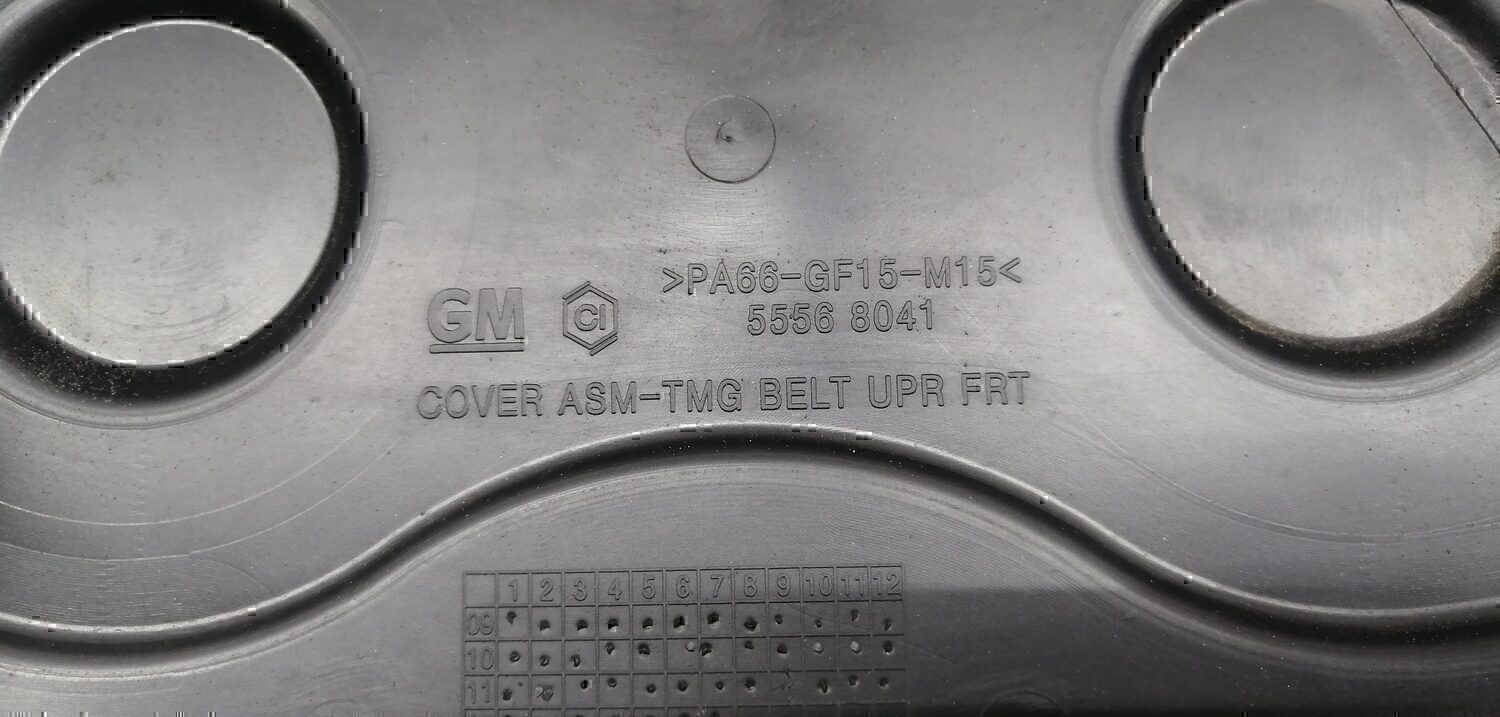 >PA66-GF15-M15<
GM CI 5556 8041
COVER ASM-TMG BELT UPR FRT
1 2 3 4 5 6 7 8 9 10 11 12
09
10
11